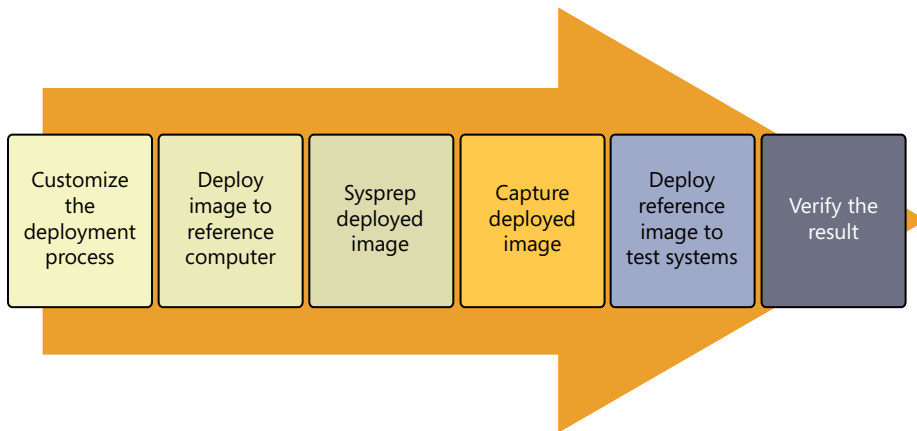 Customize
the
deployment
process
Deploy
image to
reference
computer
Sysprep
deployed
image
Capture
deployed
image
Deploy
reference
image to
test systems
Verify the
result